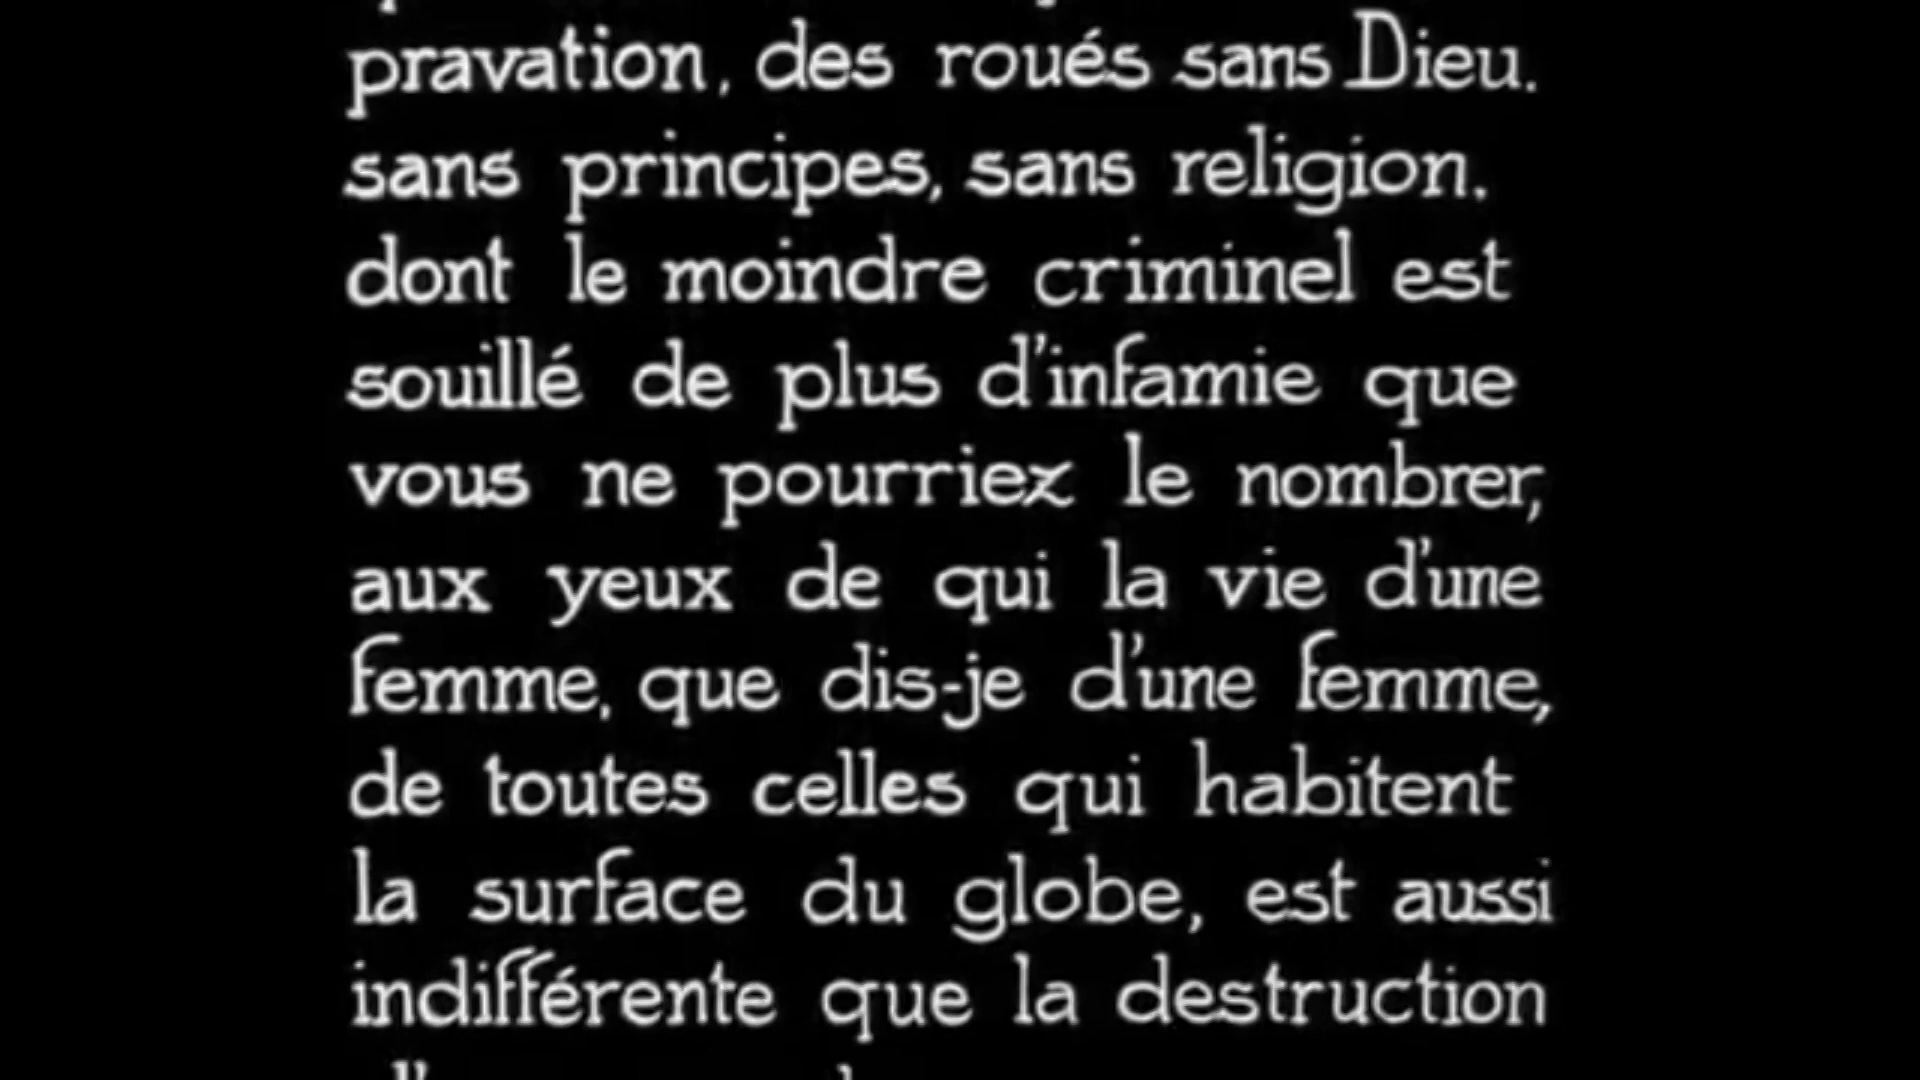 pravation, des roués sans Dieu.
sans principes, sans religion.
dont le moindre criminel est
souillé de plus d'infamie que
vous ne pourriez le nombrer,
aux yeux de qui la vie d'une
femme, que dis-je d'une femme,
de toutes celles qui habitent
la surface du globe, est aussi
indifférente que la destruction